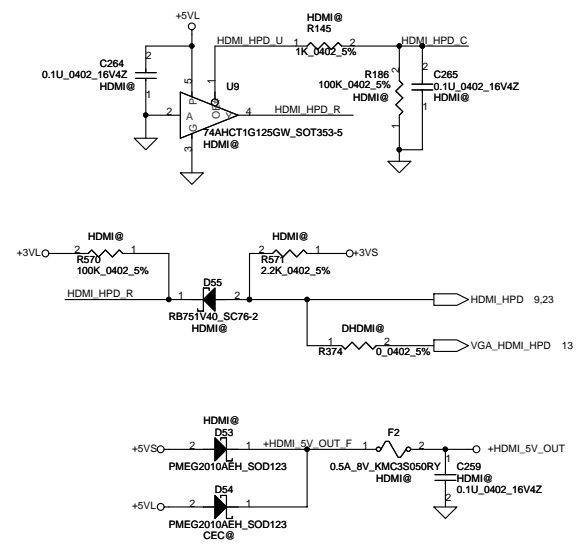 +5VL
HDMI@
R145
HDMI_HPD_U 1 2 HDMI_HPD_C
1K_0402_5%
C264
0.1U_0402_16V4Z
HDMI@
2
1
5
1
U9
P
OE#
A
Y
G
2
4 HDMI_HPD_R
3
74AHCT1G125GW_SOT353-5
HDMI@
R186
100K_0402_5%
HDMI@
2
1
2
1
C265
0.1U_0402_16V4Z
HDMI@
HDMI@
+3VL 2 1
R570
100K_0402_5%
HDMI@
2 1 +3VS
R571
2.2K_0402_5%
HDMI_HPD_R
D55
1 2
RB751V40_SC76-2
HDMI@
HDMI_HPD 9,23
DHDMI@
1 2 VGA_HDMI_HPD 13
R374 0_0402_5%
HDMI@
D53
+5VS 2 1 +HDMI_5V_OUT_F
PMEG2010AEH_SOD123
F2
1 2 +HDMI_5V_OUT
0.5A_8V_KMC3S050RY
HDMI@
1
2
C259
HDMI@
0.1U_0402_16V4Z
D54
+5VL 2 1
PMEG2010AEH_SOD123
CEC@